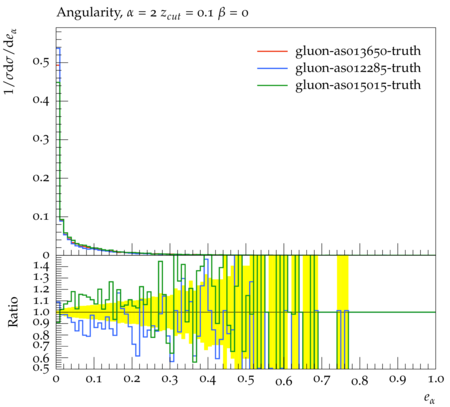 Angularity, α = 2 z_cut = 0.1 β = 0
1/σdσ/de_α
gluon-as013650-truth
gluon-as012285-truth
gluon-as015015-truth
0.5
0.4
0.3
0.2
0.1
0
Ratio
1.4
1.3
1.2
1.1
1.0
0.9
0.8
0.7
0.6
0.5
0 0.1 0.2 0.3 0.4 0.5 0.6 0.7 0.8 0.9 1.0
e_α